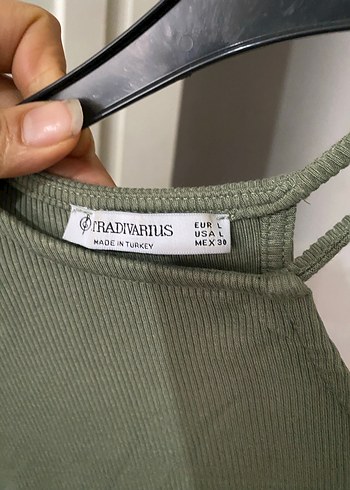 STRADIVARIUS
MADE IN TURKEY
EUR L
USA L
MEX 30